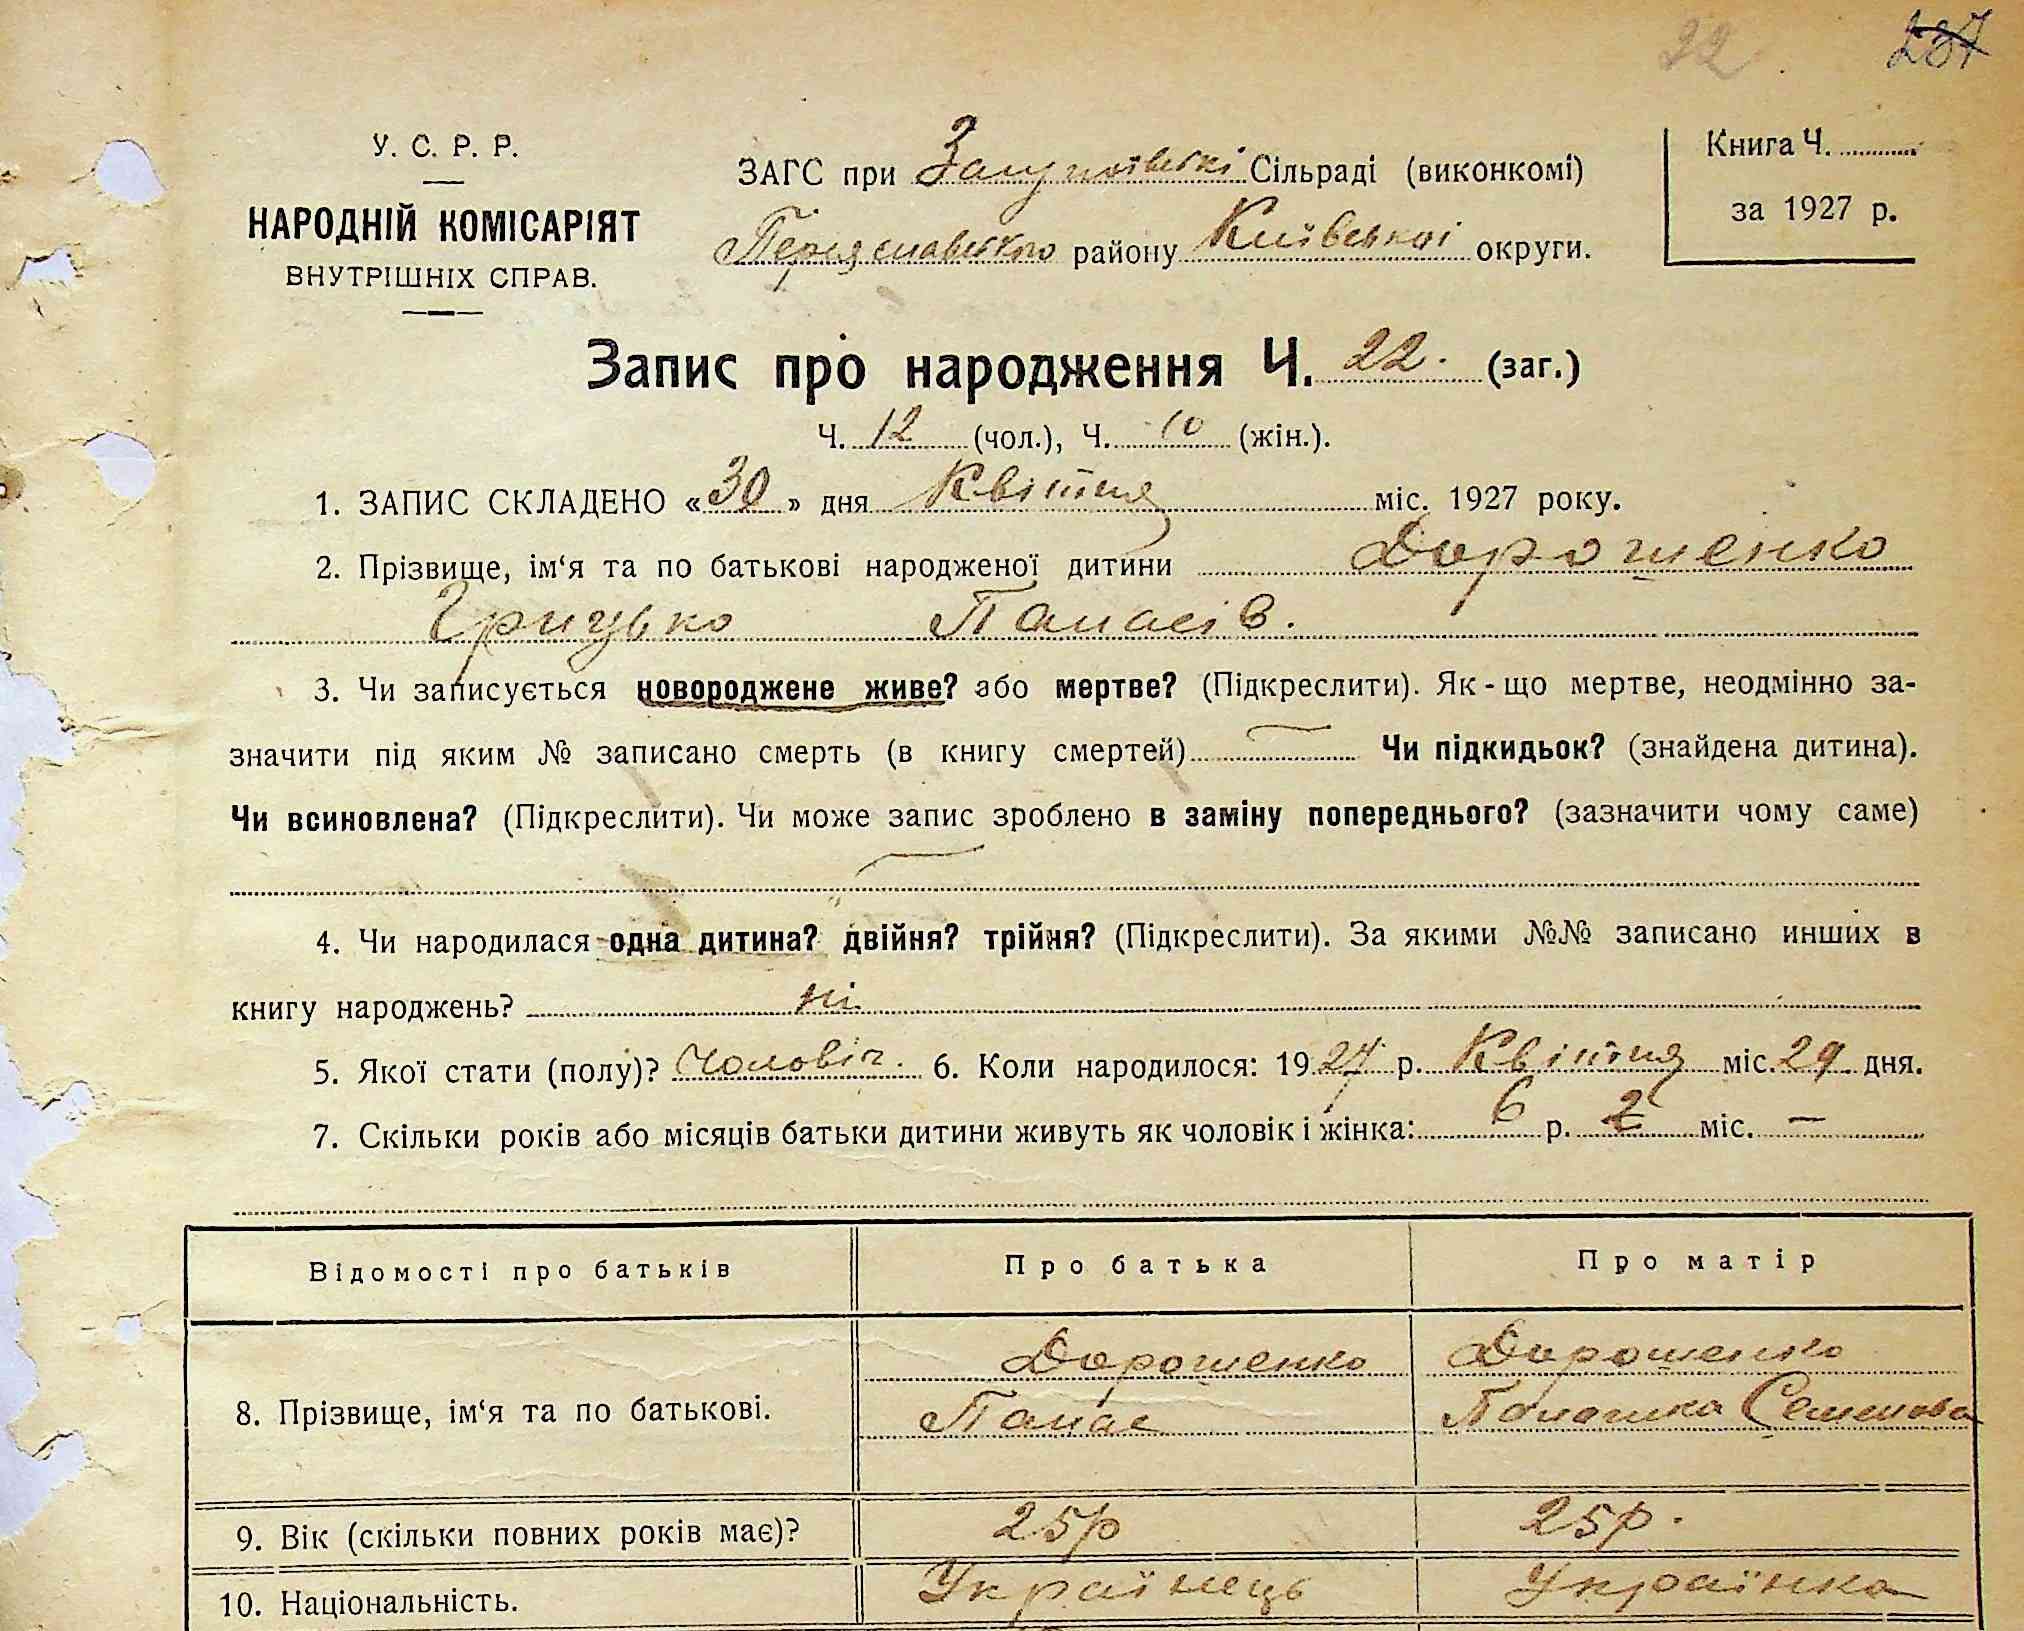 22. 237
У. С. Р. Р.
НАРОДНІЙ КОМІСАРІЯТ
ВНУТРІШНІХ СПРАВ.
ЗАГС при Сільраді (виконкомі)
Переяславсько району Київської округи.
Книга Ч.
за 1927 р.
Запис про народження Ч. 22. (заг.)
Ч. 12 (чол.), Ч. 10 (жін.).
1. ЗАПИС СКЛАДЕНО «30» дня Квітня міс. 1927 року.
2. Прізвище, ім‘я та по батькові народженої дитини Дорошенко
Грицько Панасів.
3. Чи записується новороджене живе? або мертве? (Підкреслити). Як-що мертве, неодмінно за-
значити під яким № записано смерть (в книгу смертей) — Чи підкидьок? (знайдена дитина).
Чи всиновлена? (Підкреслити). Чи може запис зроблено в заміну попереднього? (зазначити чому саме)
—
4. Чи народилася одна дитина? двійня? трійня? (Підкреслити). За якими №№ записано инших в
книгу народжень? ні
5. Якої стати (полу)? Чоловіч. 6. Коли народилося: 1927 р. Квітня міс. 29 дня.
7. Скільки років або місяців батьки дитини живуть як чоловік і жінка: 6 р. 2 міс. —
Відомості про батьків Про батька Про матір
Дорошенко Дорошенко
8. Прізвище, ім‘я та по батькові. Панас Палашка Семенова
9. Вік (скільки повних років має)? 25р 25р.
10. Національність. Українець Українка